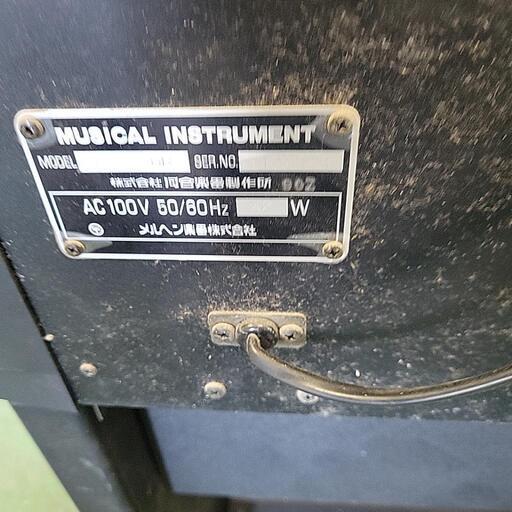 MUSICAL INSTRUMENT
MODEL SER.NO.
株式会社 河合楽器製作所 002
AC100V 50/60Hz W
メルヘン楽器株式会社